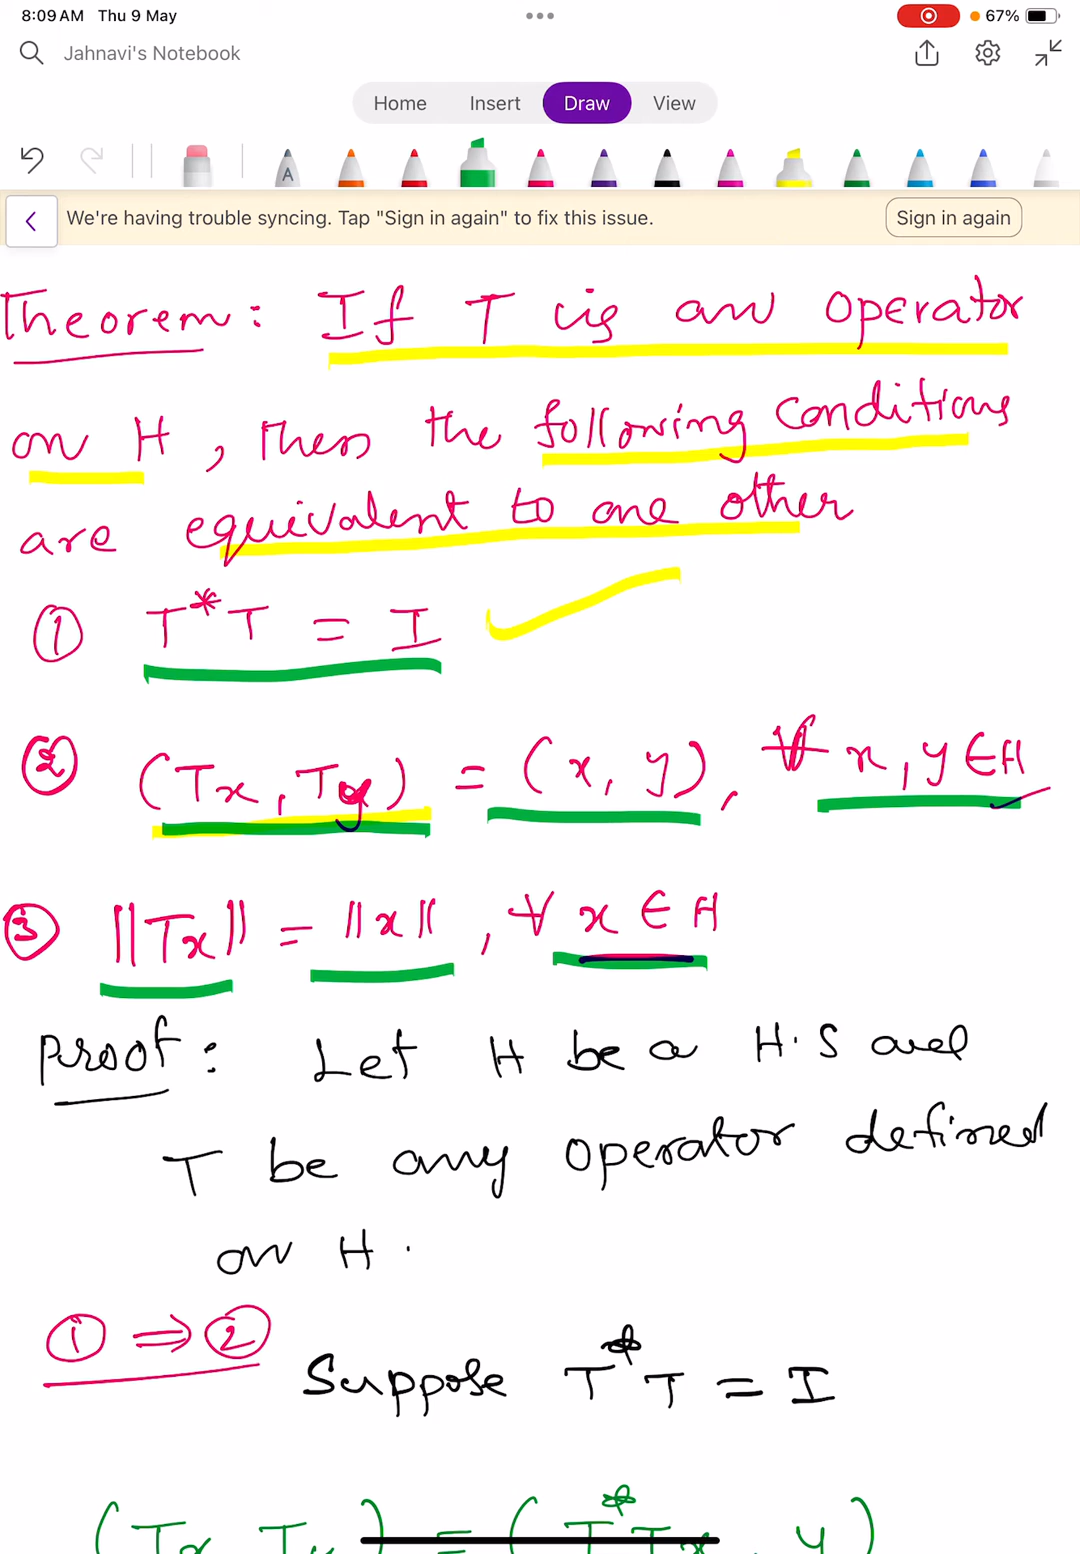 8:09 AM Thu 9 May
67%
Jahnavi's Notebook
Home Insert Draw View
A
We're having trouble syncing. Tap "Sign in again" to fix this issue. Sign in again
Theorem: If T is an operator
on H, then the following conditions
are equivalent to one other
① T*T = I
② (Tx, Ty) = (x, y), ∀ x, y ∈ H
③ ||Tx|| = ||x||, ∀ x ∈ H
Proof: Let H be a H.S and
T be any operator defined
on H.
① ⇒ ② Suppose T*T = I
(Tx, Ty) = (T*Tx, y)